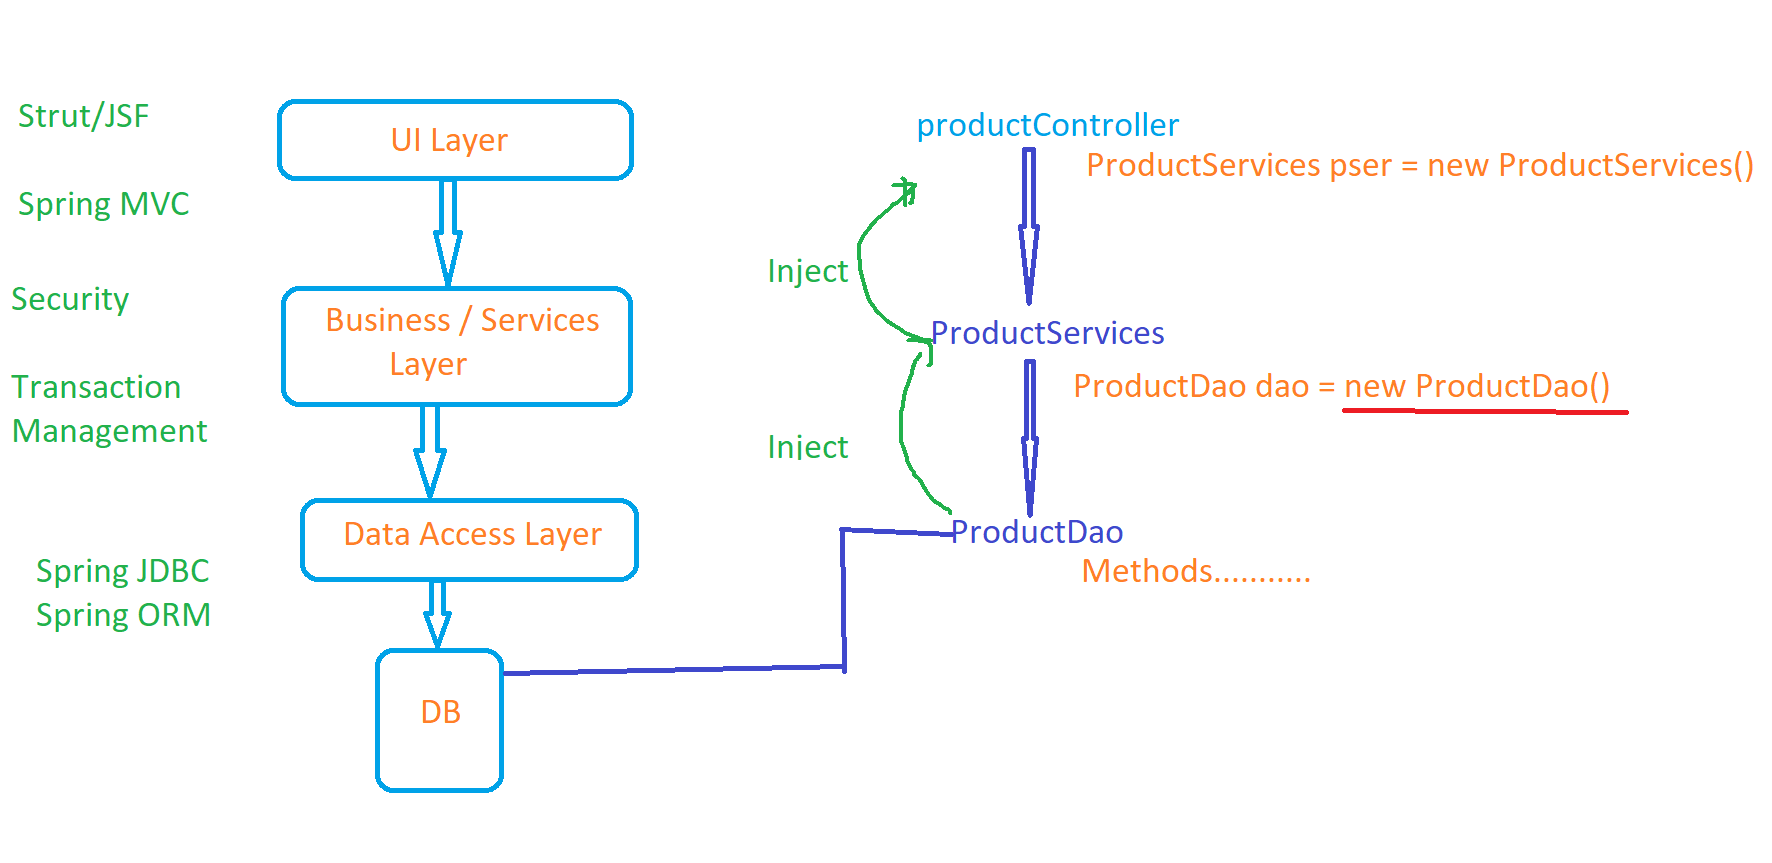 Strut/JSF
Spring MVC
Security
Transaction
Management
Spring JDBC
Spring ORM
UI Layer
Business / Services
Layer
Data Access Layer
DB
productController
ProductServices pser = new ProductServices()
Inject
ProductServices
ProductDao dao = new ProductDao()
Inject
ProductDao
Methods...........